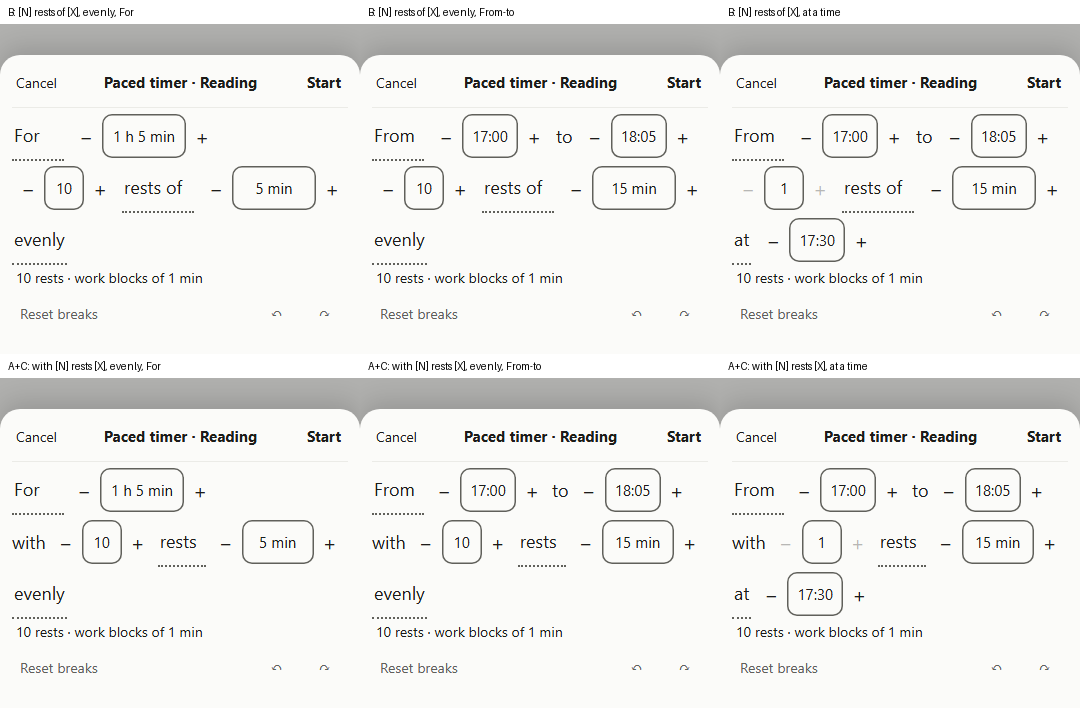 B: [N] rests of [X], evenly, For
Cancel Paced timer · Reading Start
For – 1 h 5 min +
– 10 + rests of – 5 min +
evenly
10 rests · work blocks of 1 min
Reset breaks ↶ ↷
B: [N] rests of [X], evenly, From-to
Cancel Paced timer · Reading Start
From – 17:00 + to – 18:05 +
– 10 + rests of – 15 min +
evenly
10 rests · work blocks of 1 min
Reset breaks ↶ ↷
B: [N] rests of [X], at a time
Cancel Paced timer · Reading Start
From – 17:00 + to – 18:05 +
– 1 + rests of – 15 min +
at – 17:30 +
10 rests · work blocks of 1 min
Reset breaks ↶ ↷
A+C: with [N] rests [X], evenly, For
Cancel Paced timer · Reading Start
For – 1 h 5 min +
with – 10 + rests – 5 min +
evenly
10 rests · work blocks of 1 min
Reset breaks ↶ ↷
A+C: with [N] rests [X], evenly, From-to
Cancel Paced timer · Reading Start
From – 17:00 + to – 18:05 +
with – 10 + rests – 15 min +
evenly
10 rests · work blocks of 1 min
Reset breaks ↶ ↷
A+C: with [N] rests [X], at a time
Cancel Paced timer · Reading Start
From – 17:00 + to – 18:05 +
with – 1 + rests – 15 min +
at – 17:30 +
10 rests · work blocks of 1 min
Reset breaks ↶ ↷